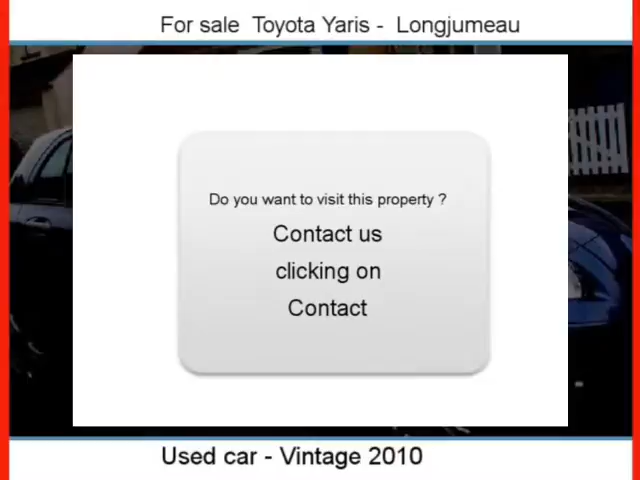 For sale Toyota Yaris - Longjumeau
Do you want to visit this property ?
Contact us
clicking on
Contact
Used car - Vintage 2010